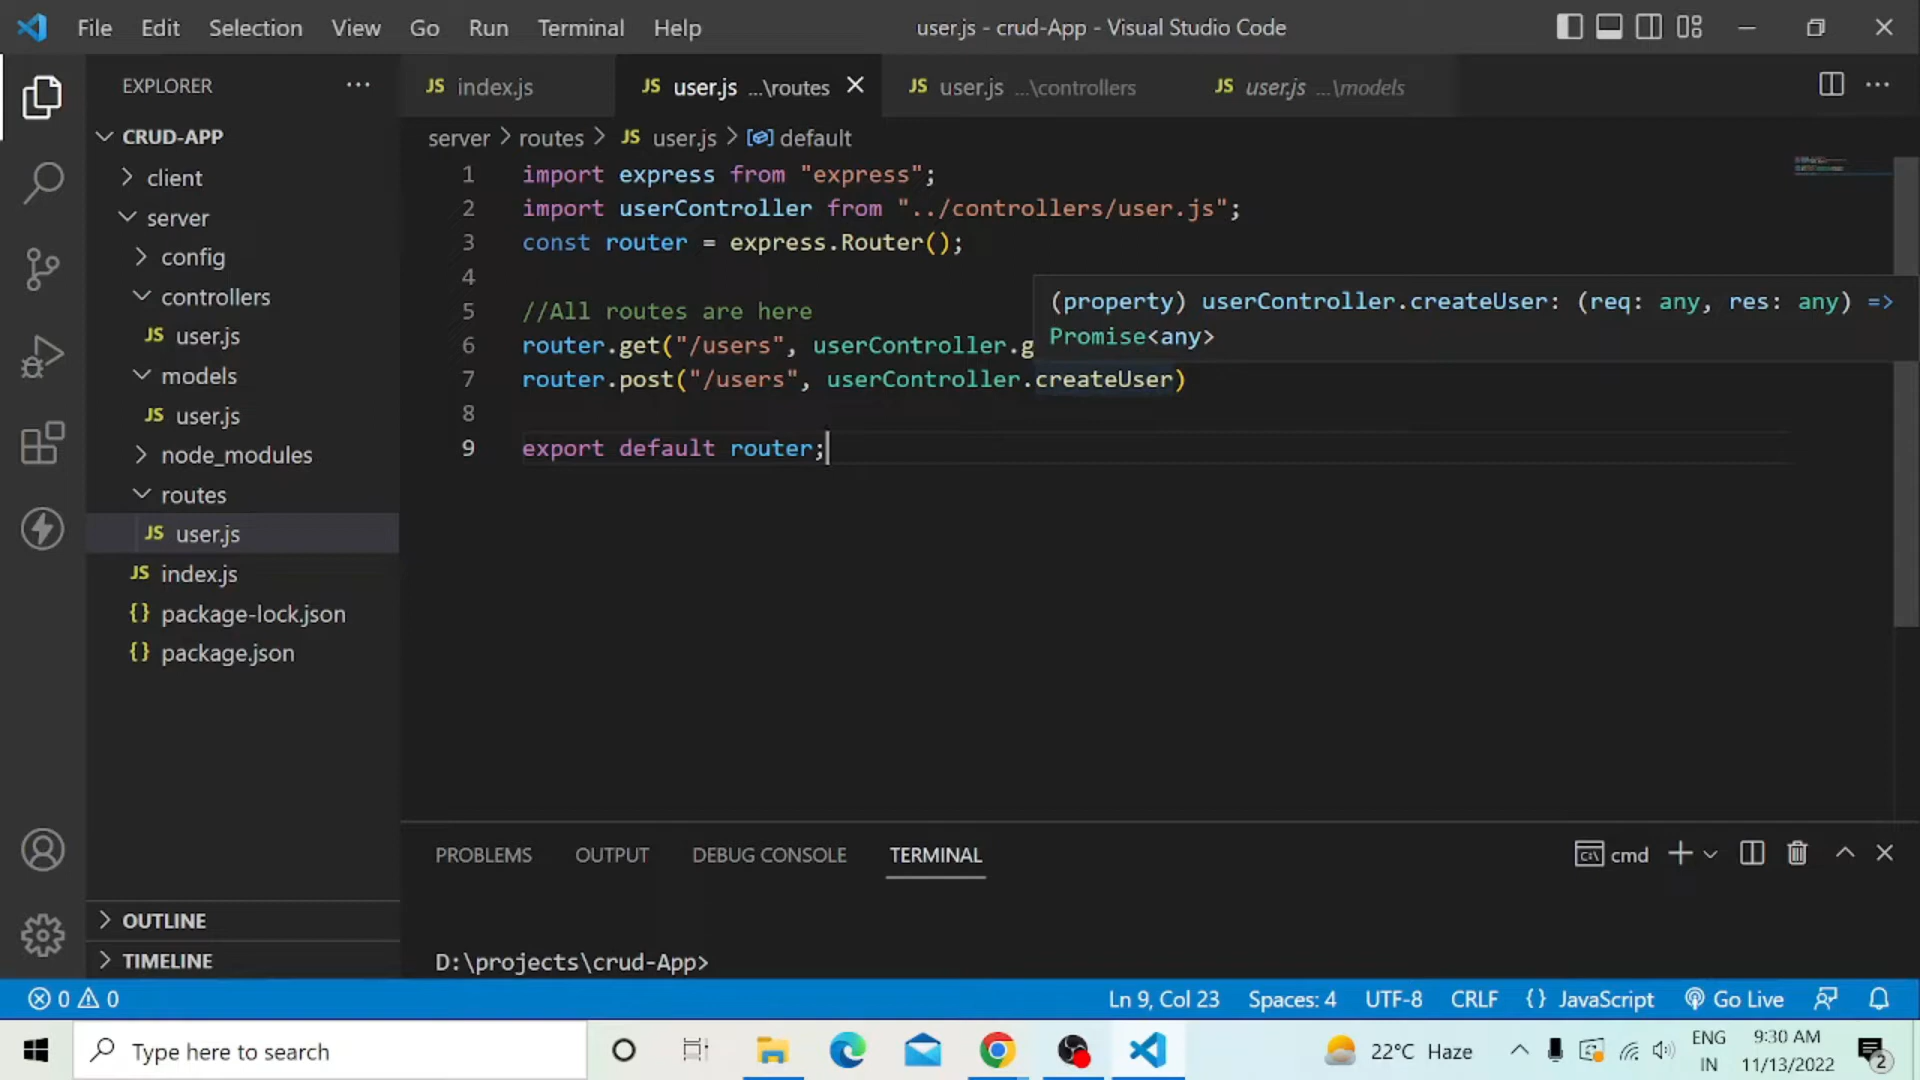 File Edit Selection View Go Run Terminal Help
user.js - crud-App - Visual Studio Code
EXPLORER
CRUD-APP
client
server
config
controllers
JS user.js
models
JS user.js
node_modules
routes
JS user.js
JS index.js
{} package-lock.json
{} package.json
OUTLINE
TIMELINE
JS index.js
JS user.js ...\routes
JS user.js ...\controllers
JS user.js ...\models
server > routes > JS user.js > default
1 import express from "express";
2 import userController from "../controllers/user.js";
3 const router = express.Router();
4
5 //All routes are here
6 router.get("/users", userController.g
7 router.post("/users", userController.createUser)
8
9 export default router;
(property) userController.createUser: (req: any, res: any) =>
Promise<any>
PROBLEMS OUTPUT DEBUG CONSOLE TERMINAL
cmd
D:\projects\crud-App>
0 0
Ln 9, Col 23 Spaces: 4 UTF-8 CRLF {} JavaScript Go Live
Type here to search
22°C Haze
ENG
IN
9:30 AM
11/13/2022
2